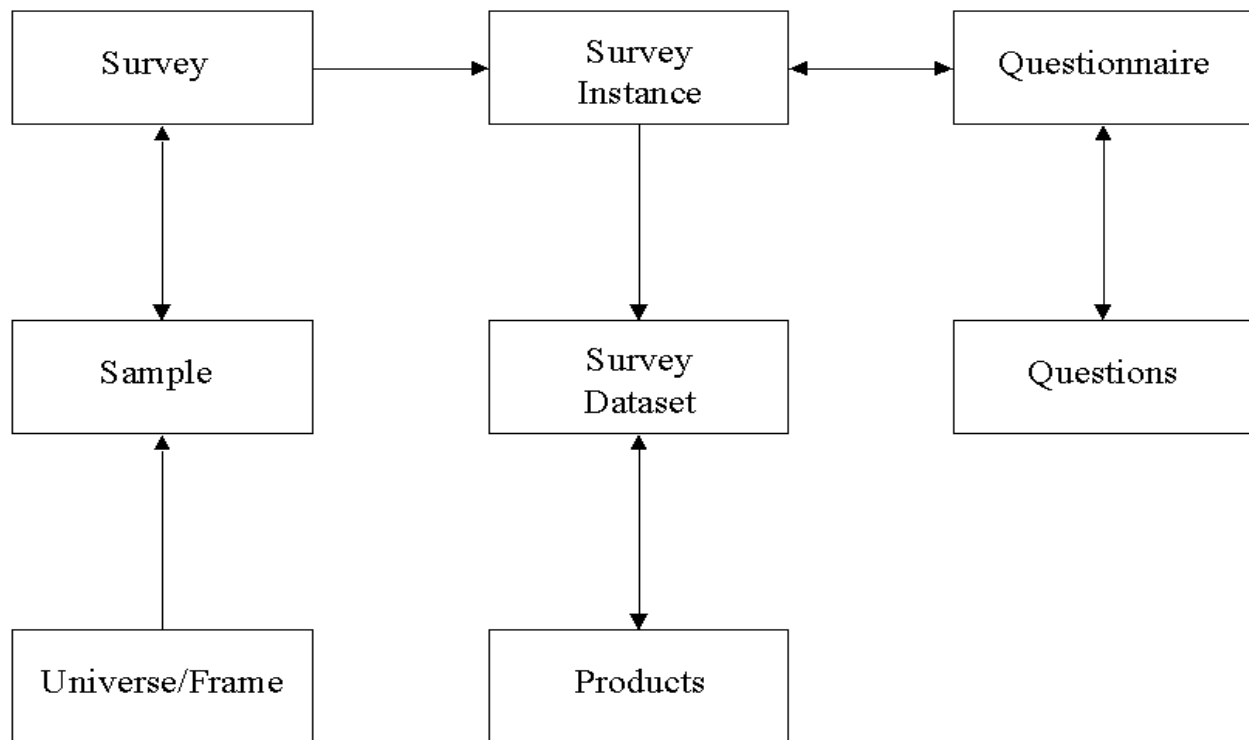 Survey
Survey
Instance
Questionnaire
Sample
Survey
Dataset
Questions
Universe/Frame
Products